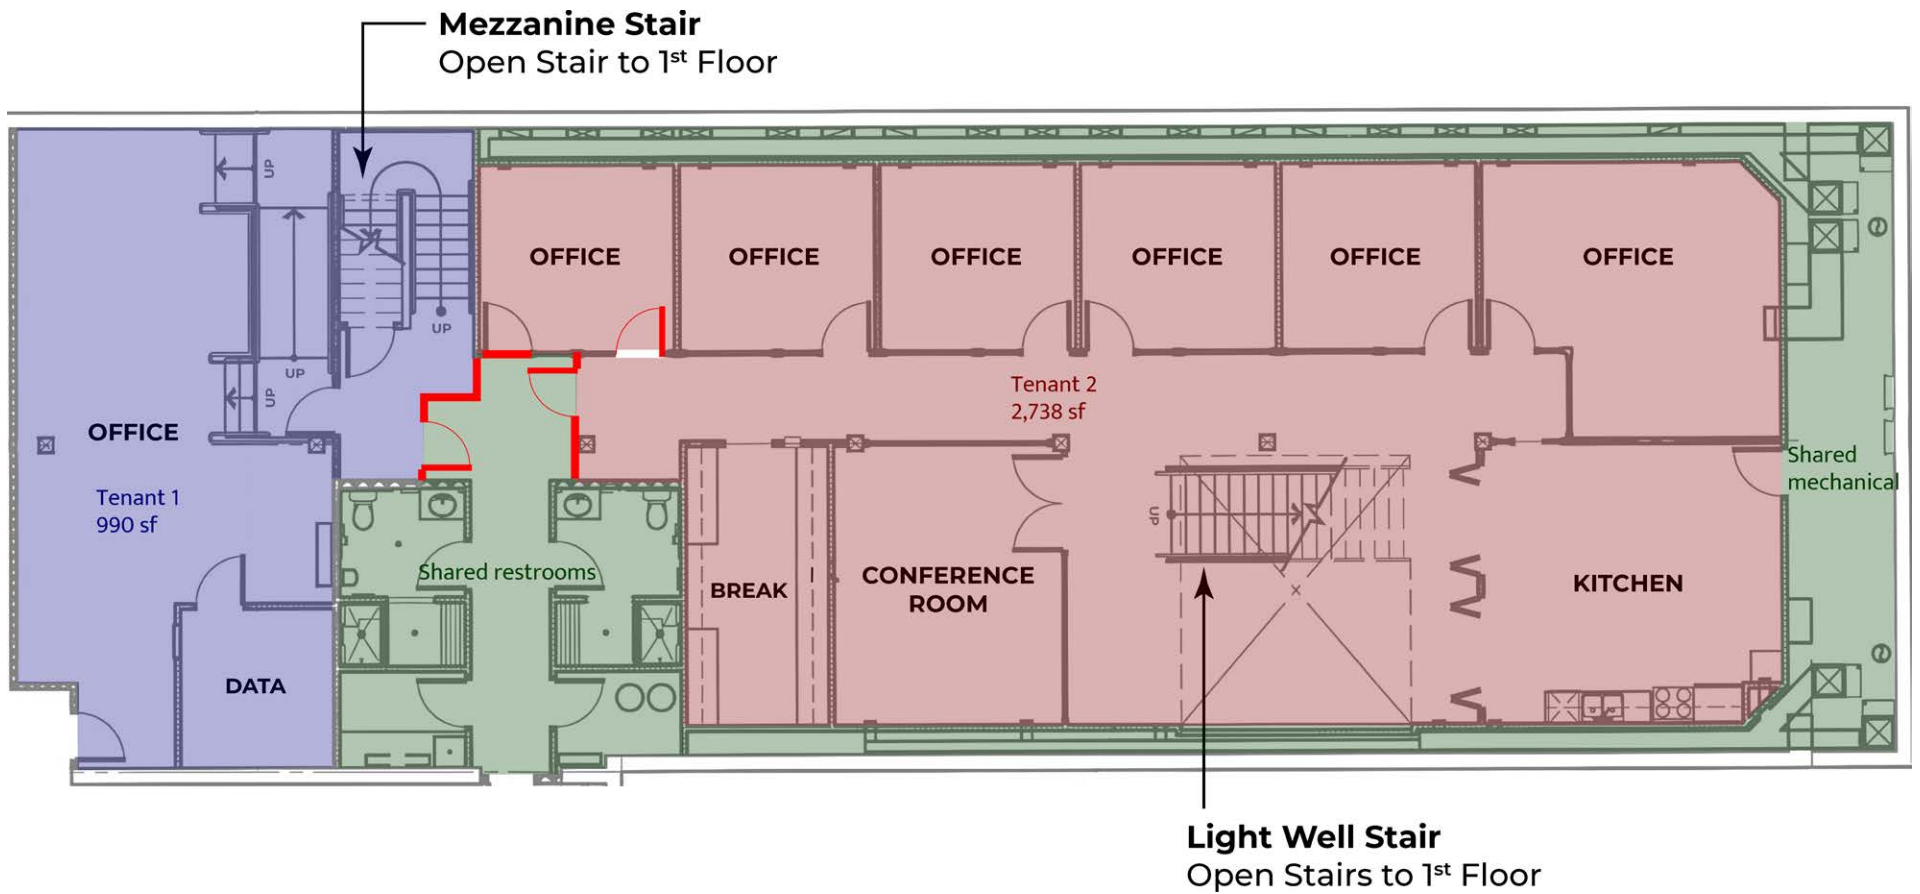 Mezzanine Stair
Open Stair to 1st Floor
UP
UP
UP
UP
UP
OFFICE
OFFICE
OFFICE
OFFICE
OFFICE
OFFICE
OFFICE
Tenant 2
2,738 sf
Tenant 1
990 sf
Shared
mechanical
UP
Shared restrooms
BREAK
CONFERENCE
ROOM
KITCHEN
DATA
Light Well Stair
Open Stairs to 1st Floor